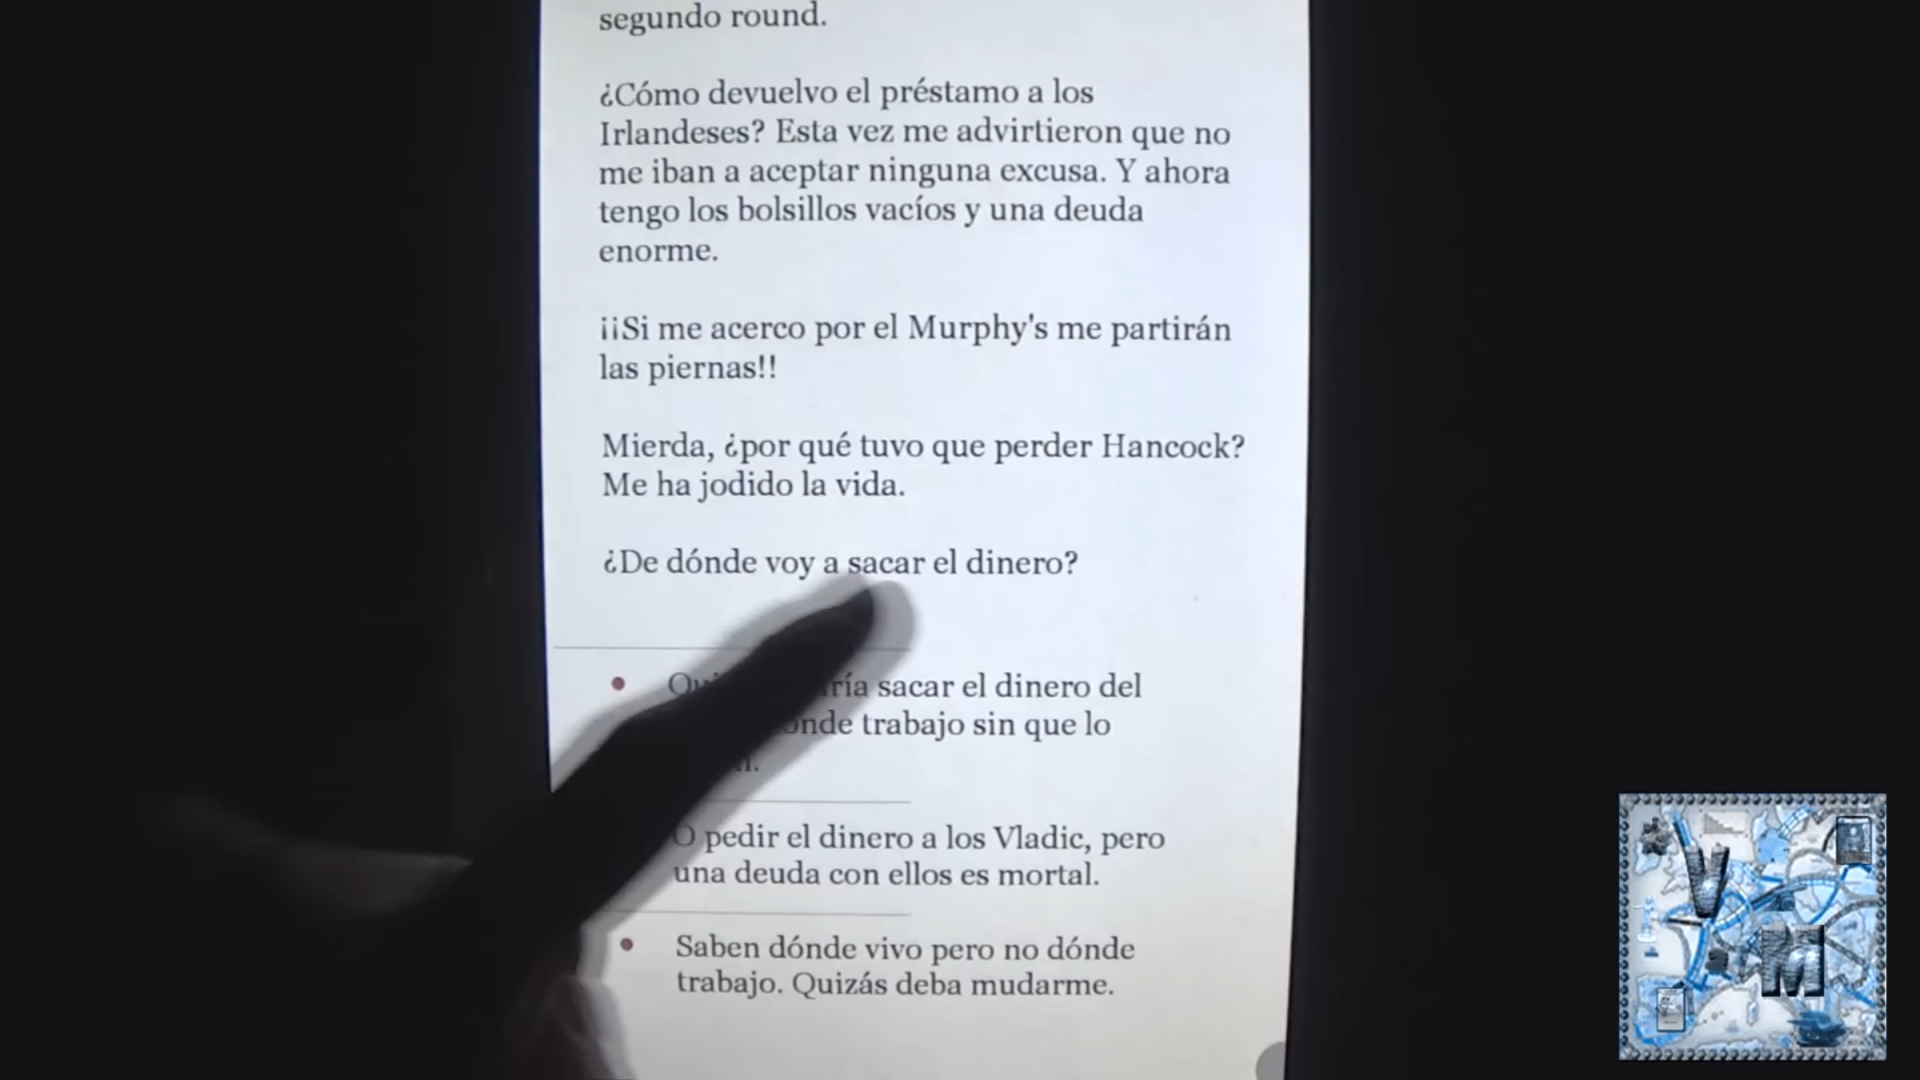 segundo round.
¿Cómo devuelvo el préstamo a los
Irlandeses? Esta vez me advirtieron que no
me iban a aceptar ninguna excusa. Y ahora
tengo los bolsillos vacíos y una deuda
enorme.
¡¡Si me acerco por el Murphy's me partirán
las piernas!!
Mierda, ¿por qué tuvo que perder Hancock?
Me ha jodido la vida.
¿De dónde voy a sacar el dinero?
sacar el dinero del
trabajo sin que lo
O pedir el dinero a los Vladic, pero
una deuda con ellos es mortal.
Saben dónde vivo pero no dónde
trabajo. Quizás deba mudarme.
V
M